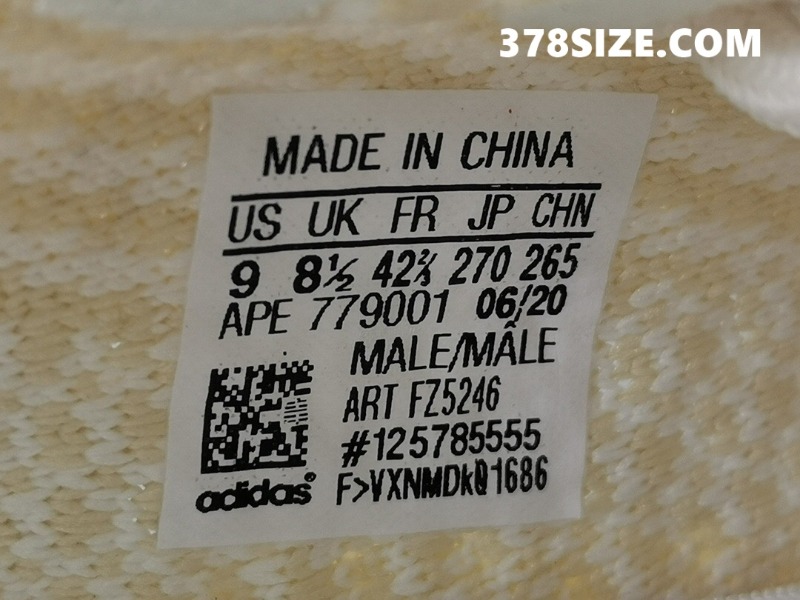 378SIZE.COM
MADE IN CHINA
US UK FR JP CHN
9 8½ 42⅔ 270 265
APE 779001 06/20
MALE/MÂLE
ART FZ5246
#125785555
adidas® F>VXNMDkQ1686